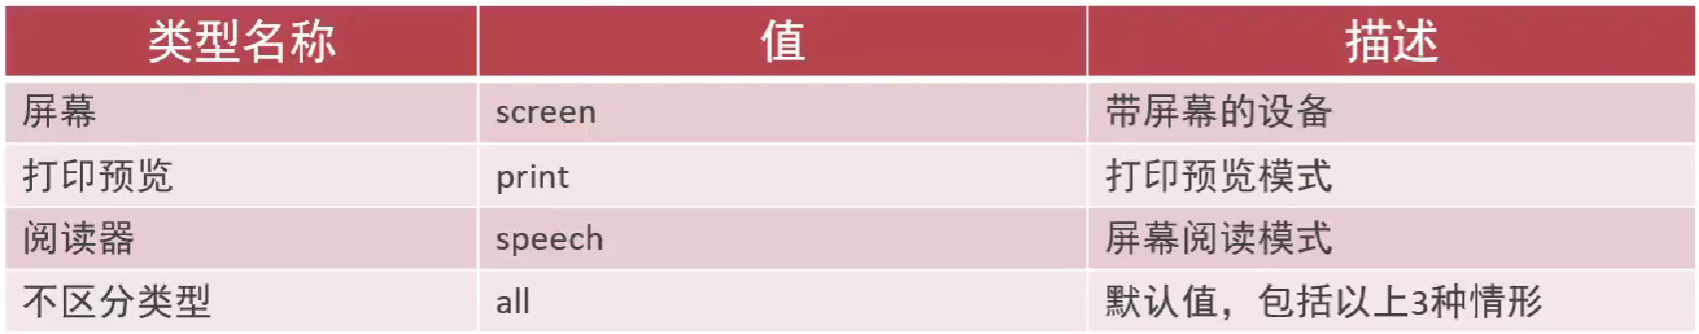 类型名称 值 描述
屏幕 screen 带屏幕的设备
打印预览 print 打印预览模式
阅读器 speech 屏幕阅读模式
不区分类型 all 默认值，包括以上3种情形